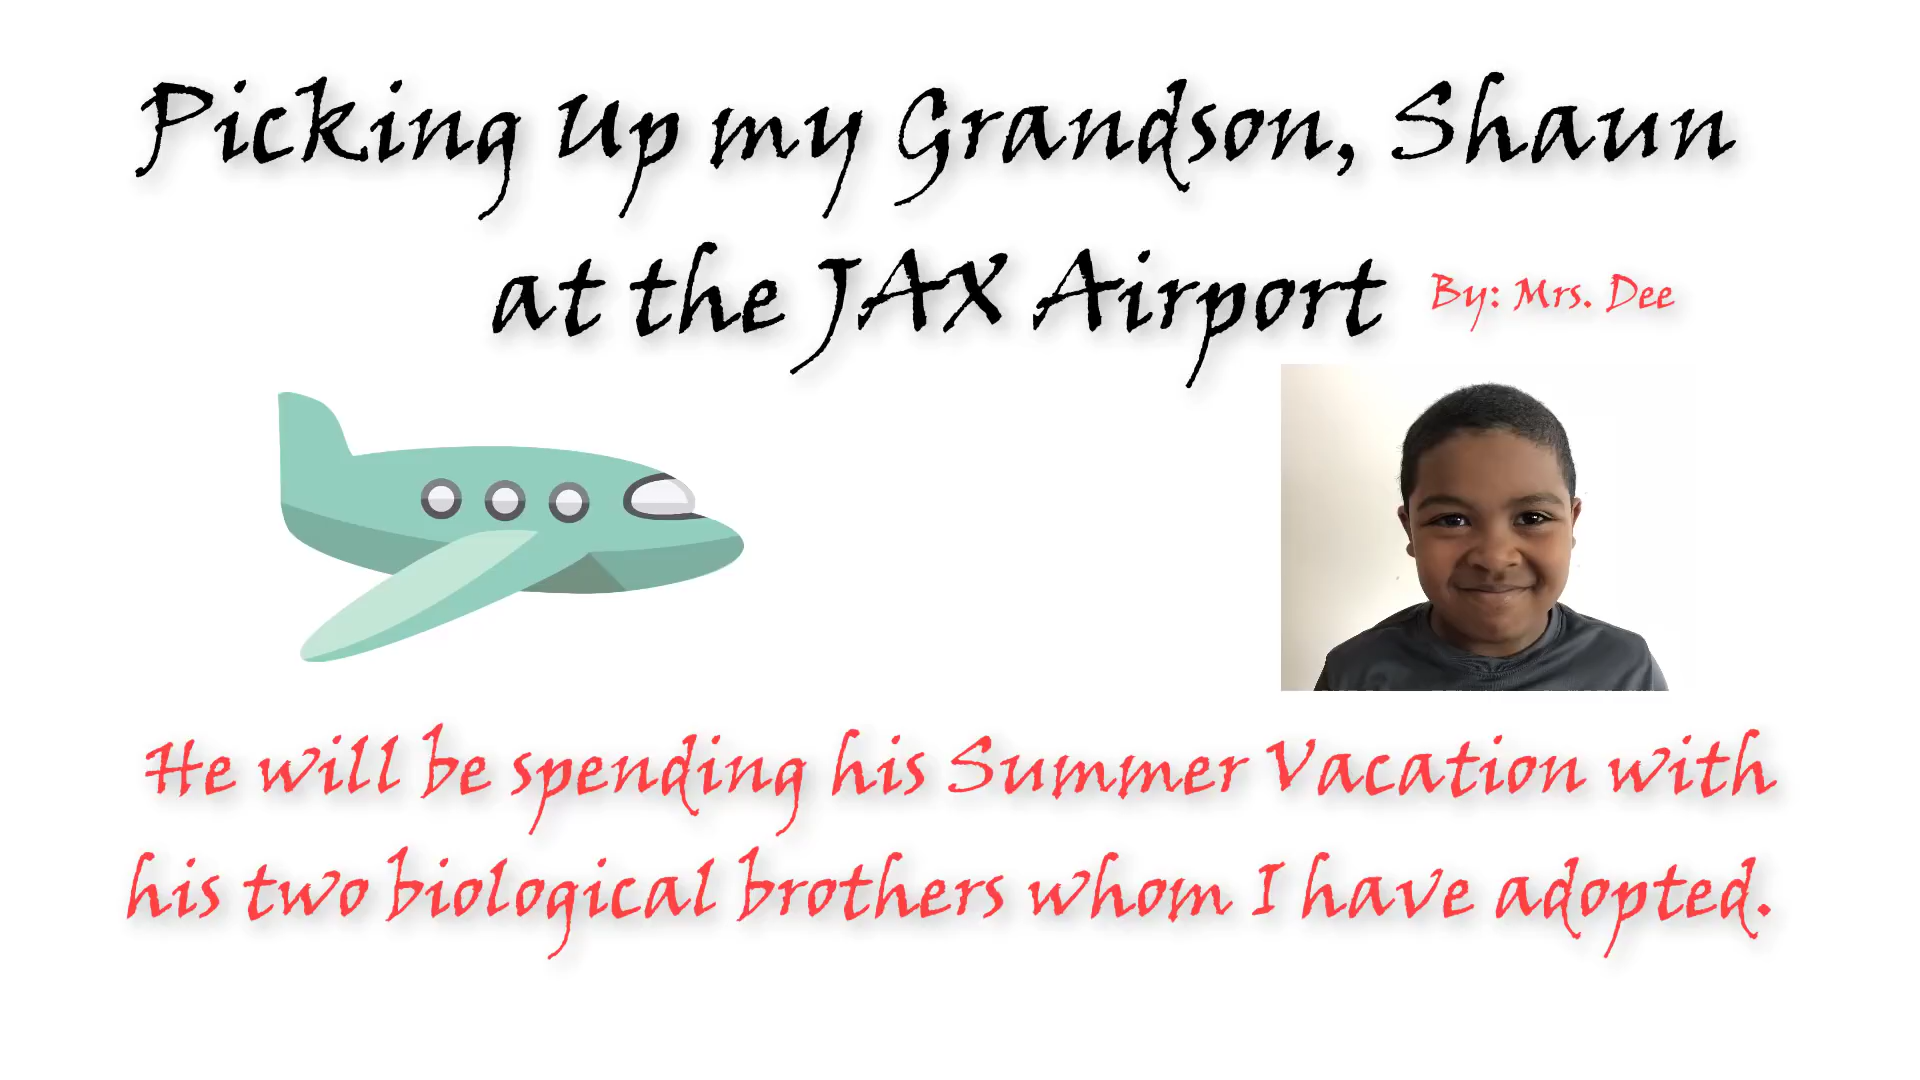 Picking Up my Grandson, Shaun
at the JAX Airport
By: Mrs. Dee
He will be spending his Summer Vacation with
his two biological brothers whom I have adopted.